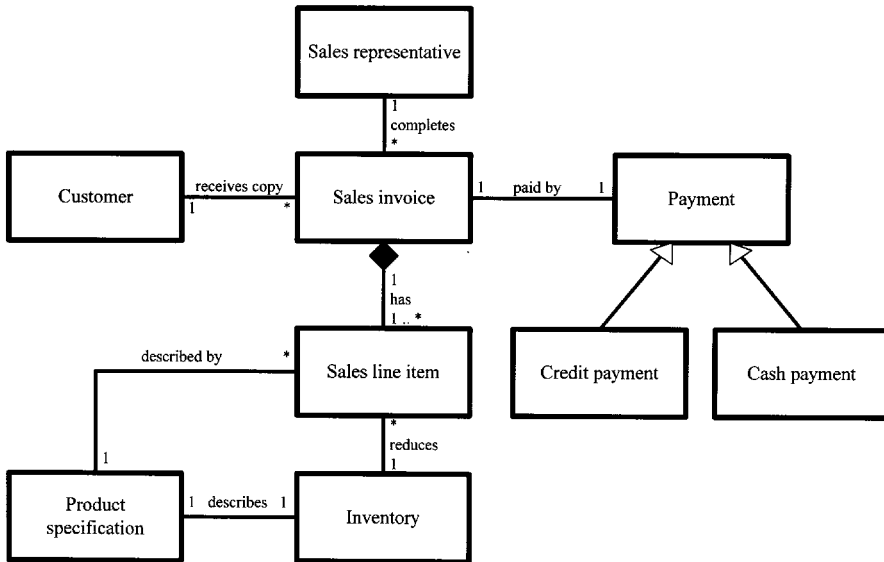 Sales representative
1
completes
*
Customer
receives copy
1
*
Sales invoice
1
paid by
1
Payment
1
has
1 .. *
described by
*
Sales line item
Credit payment
Cash payment
*
reduces
1
1
Product
specification
1
describes
1
Inventory